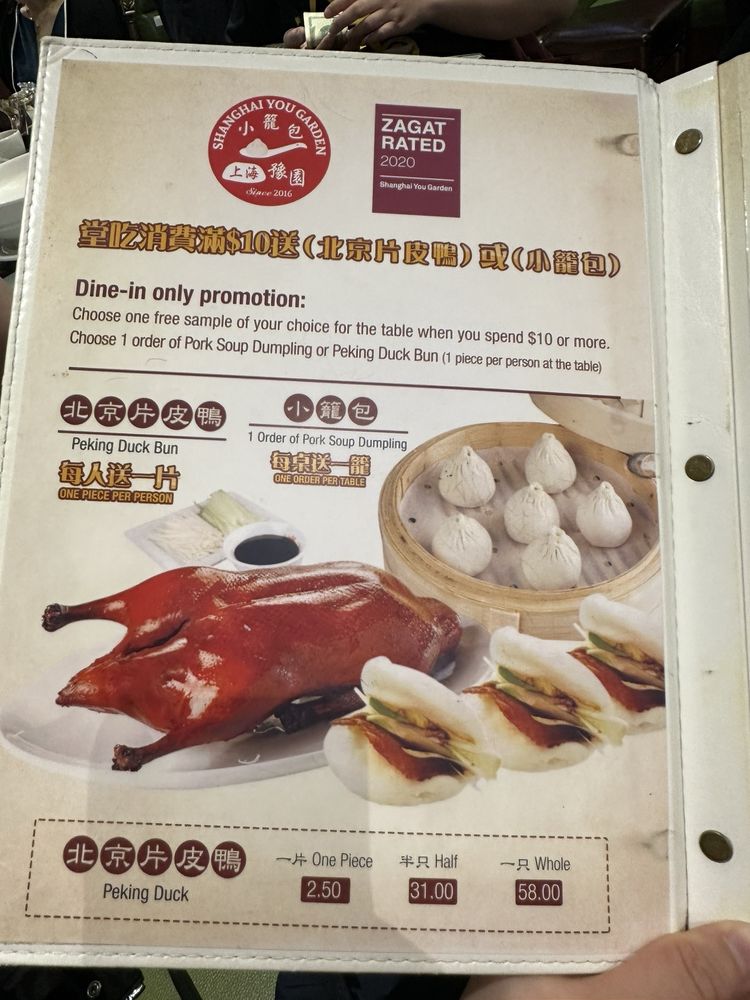 SHANGHAI YOU GARDEN
小籠包
上海 豫園
Since 2016
ZAGAT
RATED
2020
Shanghai You Garden
堂吃消費滿$10送(北京片皮鴨)或(小籠包)
Dine-in only promotion:
Choose one free sample of your choice for the table when you spend $10 or more.
Choose 1 order of Pork Soup Dumpling or Peking Duck Bun (1 piece per person at the table)
北京片皮鴨
Peking Duck Bun
每人送一片
ONE PIECE PER PERSON
小籠包
1 Order of Pork Soup Dumpling
每桌送一籠
ONE ORDER PER TABLE
北京片皮鴨
Peking Duck
一片 One Piece
2.50
半只 Half
31.00
一只 Whole
58.00